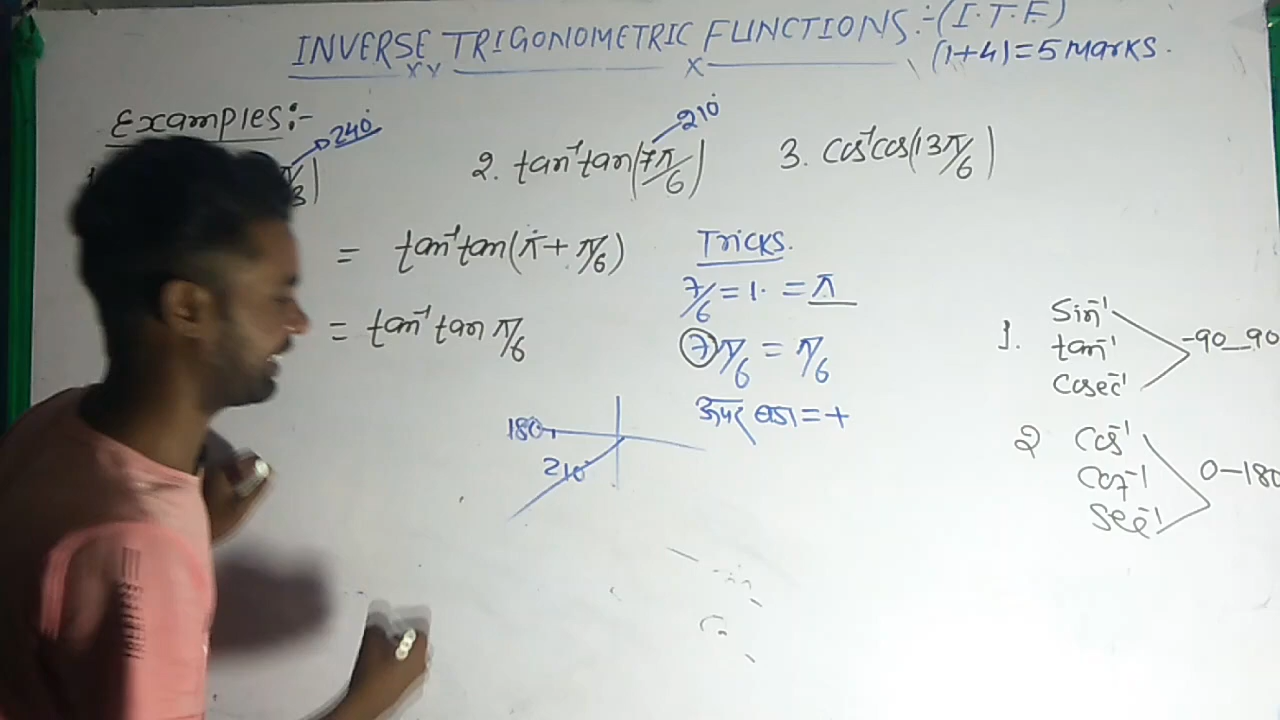 INVERSE TRIGONOMETRIC FUNCTIONS:-(I.T.F)
(1+4)=5 MARKS.
Examples:-
240°
2. tan⁻¹tan(7π/6)
210°
3. cos⁻¹cos(13π/6)
= tan⁻¹tan(π+π/6)
= tan⁻¹tan π/6
Tricks.
7/6 = 1. = π
7π/6 = π/6
= +
180
210
1. Sin⁻¹
tan⁻¹
Cosec⁻¹
-90_90
2 Cos⁻¹
Cot⁻¹
Sec⁻¹
0-180